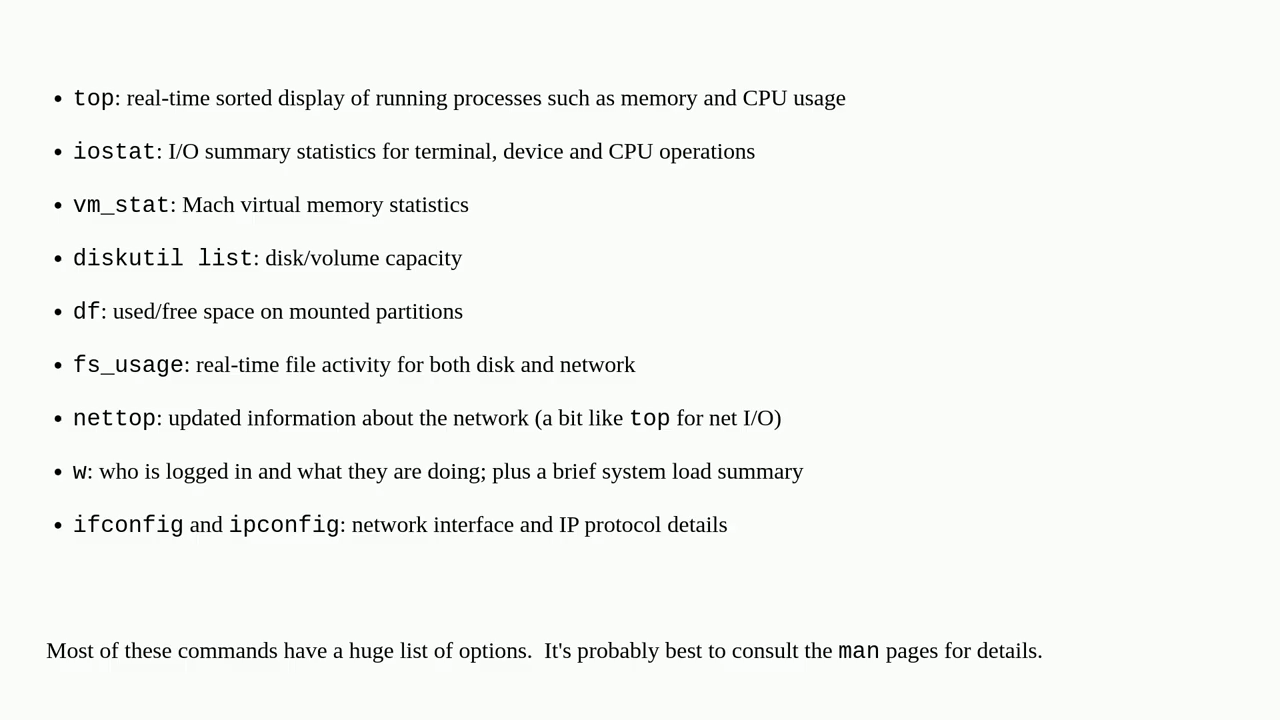 • top: real-time sorted display of running processes such as memory and CPU usage
• iostat: I/O summary statistics for terminal, device and CPU operations
• vm_stat: Mach virtual memory statistics
• diskutil list: disk/volume capacity
• df: used/free space on mounted partitions
• fs_usage: real-time file activity for both disk and network
• nettop: updated information about the network (a bit like top for net I/O)
• w: who is logged in and what they are doing; plus a brief system load summary
• ifconfig and ipconfig: network interface and IP protocol details
Most of these commands have a huge list of options.  It's probably best to consult the man pages for details.